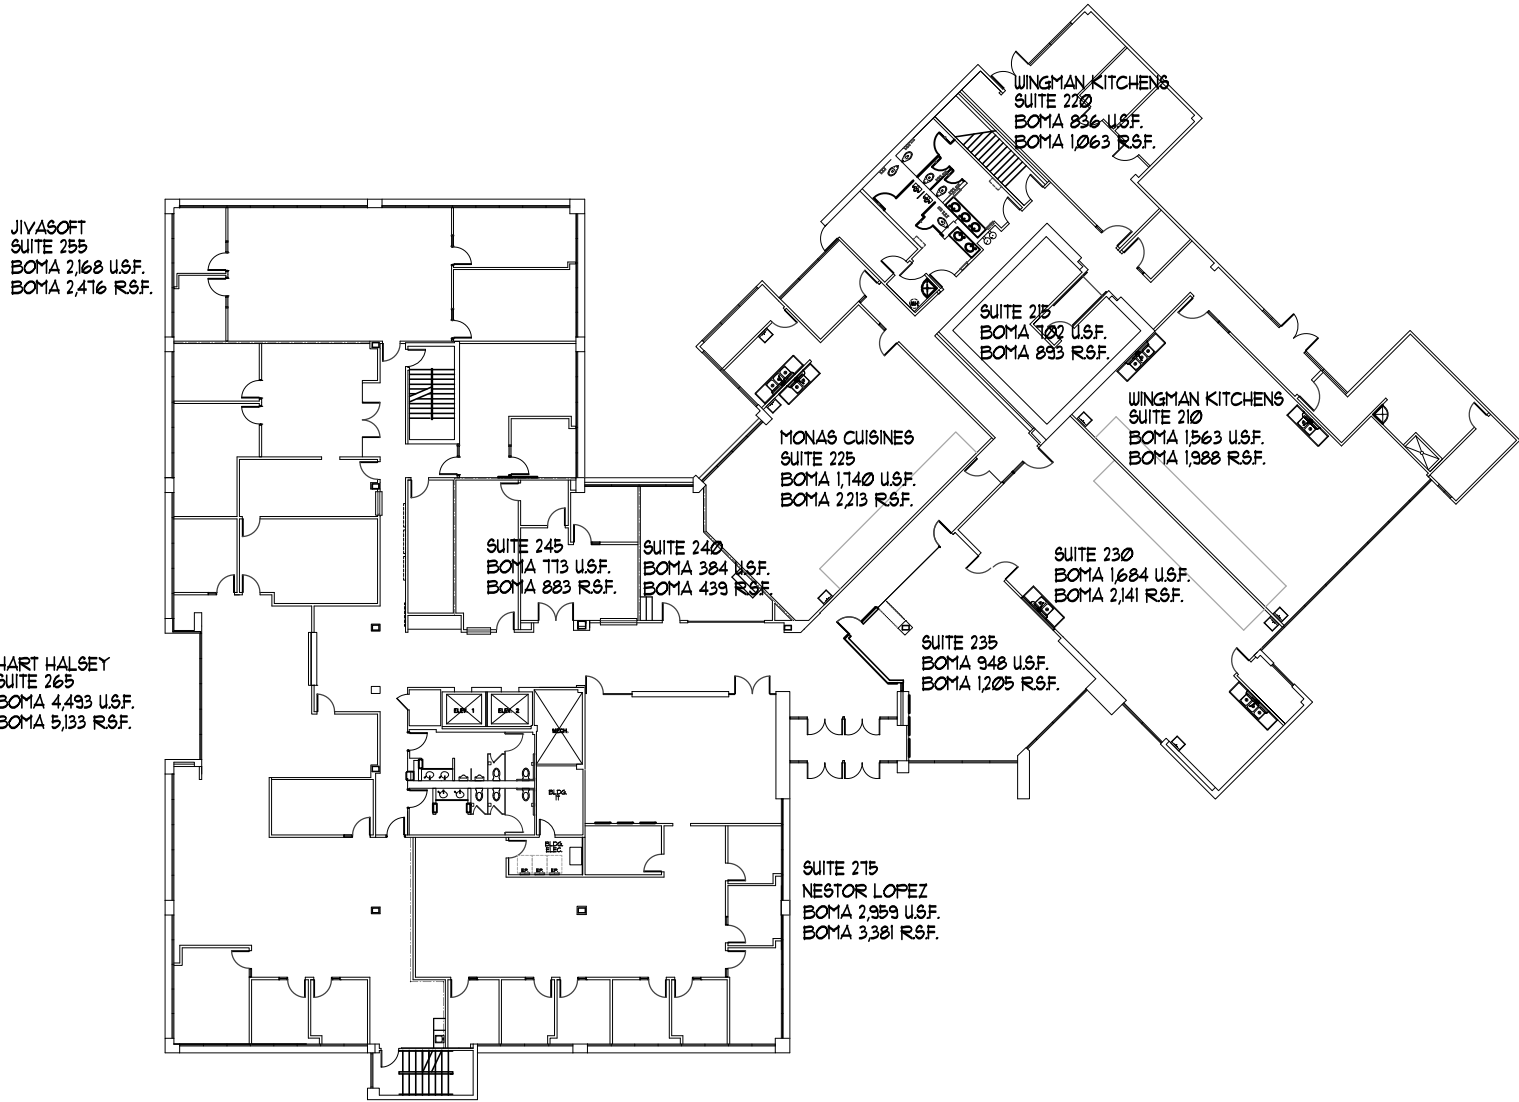 WINGMAN KITCHENS
SUITE 220
BOMA 836 U.S.F.
BOMA 1,063 R.S.F.
JIVASOFT
SUITE 255
BOMA 2,168 U.S.F.
BOMA 2,476 R.S.F.
SUITE 215
BOMA 702 U.S.F.
BOMA 893 R.S.F.
WINGMAN KITCHENS
SUITE 210
BOMA 1,563 U.S.F.
BOMA 1,988 R.S.F.
MONAS CUISINES
SUITE 225
BOMA 1,740 U.S.F.
BOMA 2,213 R.S.F.
SUITE 245
BOMA 773 U.S.F.
BOMA 883 R.S.F.
SUITE 240
BOMA 384 U.S.F.
BOMA 439 R.S.F.
SUITE 230
BOMA 1,684 U.S.F.
BOMA 2,141 R.S.F.
SUITE 235
BOMA 948 U.S.F.
BOMA 1,205 R.S.F.
HART HALSEY
SUITE 265
BOMA 4,493 U.S.F.
BOMA 5,133 R.S.F.
ELEV. 1
ELEV. 2
MECH.
BLDG.
IT
BLDG.
ELEC.
SUITE 275
NESTOR LOPEZ
BOMA 2,959 U.S.F.
BOMA 3,381 R.S.F.